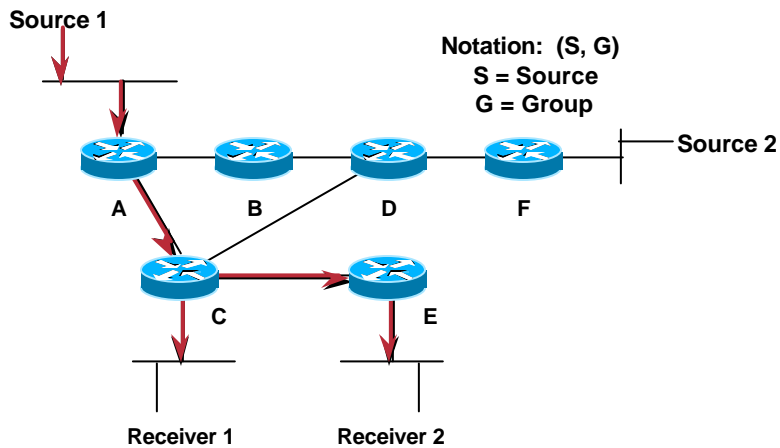 Source 1
Notation: (S, G)
S = Source
G = Group
Source 2
A
B
D
F
C
E
Receiver 1
Receiver 2